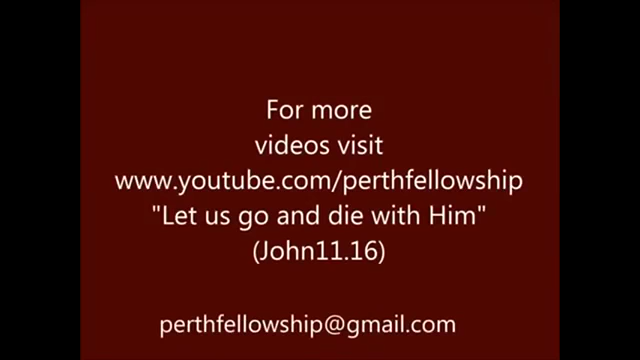 For more
videos visit
www.youtube.com/perthfellowship
"Let us go and die with Him"
(John11.16)
perthfellowship@gmail.com